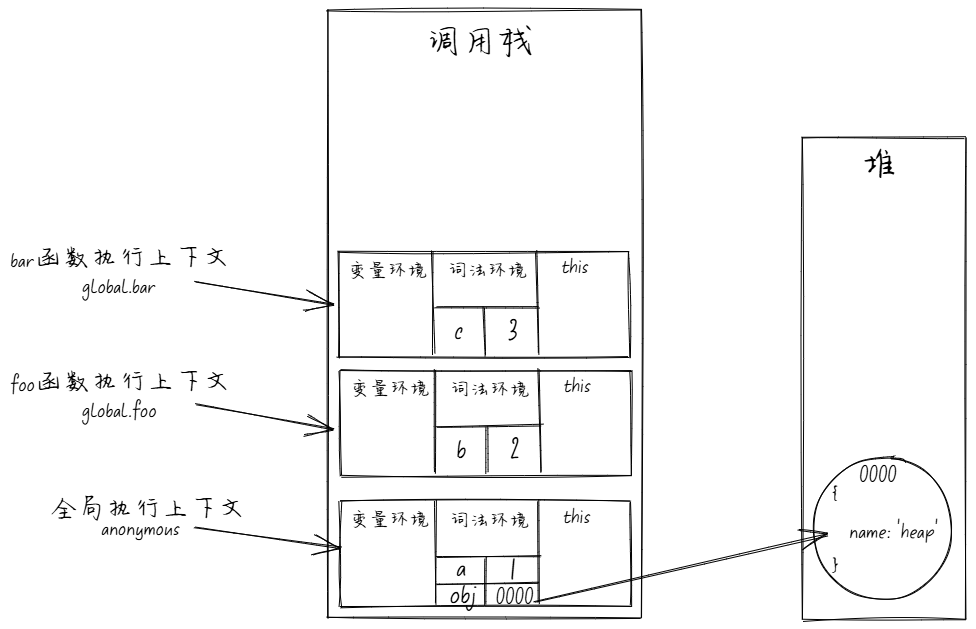 调用栈
堆
bar函数执行上下文
global.bar
变量环境 词法环境 this
c 3
foo函数执行上下文
global.foo
变量环境 词法环境 this
b 2
全局执行上下文
anonymous
变量环境 词法环境 this
a 1
obj 0000
0000
{
name: 'heap'
}